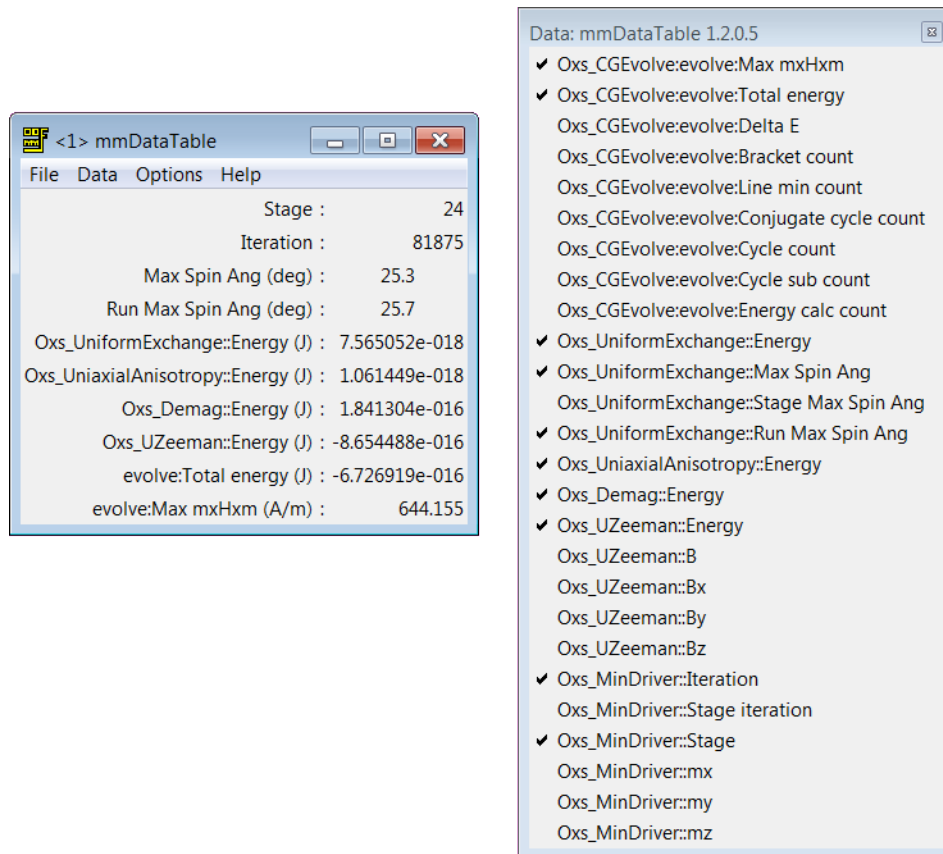 <1> mmDataTable
File Data Options Help
Stage : 24
Iteration : 81875
Max Spin Ang (deg) : 25.3
Run Max Spin Ang (deg) : 25.7
Oxs_UniformExchange::Energy (J) : 7.565052e-018
Oxs_UniaxialAnisotropy::Energy (J) : 1.061449e-018
Oxs_Demag::Energy (J) : 1.841304e-016
Oxs_UZeeman::Energy (J) : -8.654488e-016
evolve:Total energy (J) : -6.726919e-016
evolve:Max mxHxm (A/m) : 644.155
Data: mmDataTable 1.2.0.5
Oxs_CGEvolve:evolve:Max mxHxm
Oxs_CGEvolve:evolve:Total energy
Oxs_CGEvolve:evolve:Delta E
Oxs_CGEvolve:evolve:Bracket count
Oxs_CGEvolve:evolve:Line min count
Oxs_CGEvolve:evolve:Conjugate cycle count
Oxs_CGEvolve:evolve:Cycle count
Oxs_CGEvolve:evolve:Cycle sub count
Oxs_CGEvolve:evolve:Energy calc count
Oxs_UniformExchange::Energy
Oxs_UniformExchange::Max Spin Ang
Oxs_UniformExchange::Stage Max Spin Ang
Oxs_UniformExchange::Run Max Spin Ang
Oxs_UniaxialAnisotropy::Energy
Oxs_Demag::Energy
Oxs_UZeeman::Energy
Oxs_UZeeman::B
Oxs_UZeeman::Bx
Oxs_UZeeman::By
Oxs_UZeeman::Bz
Oxs_MinDriver::Iteration
Oxs_MinDriver::Stage iteration
Oxs_MinDriver::Stage
Oxs_MinDriver::mx
Oxs_MinDriver::my
Oxs_MinDriver::mz